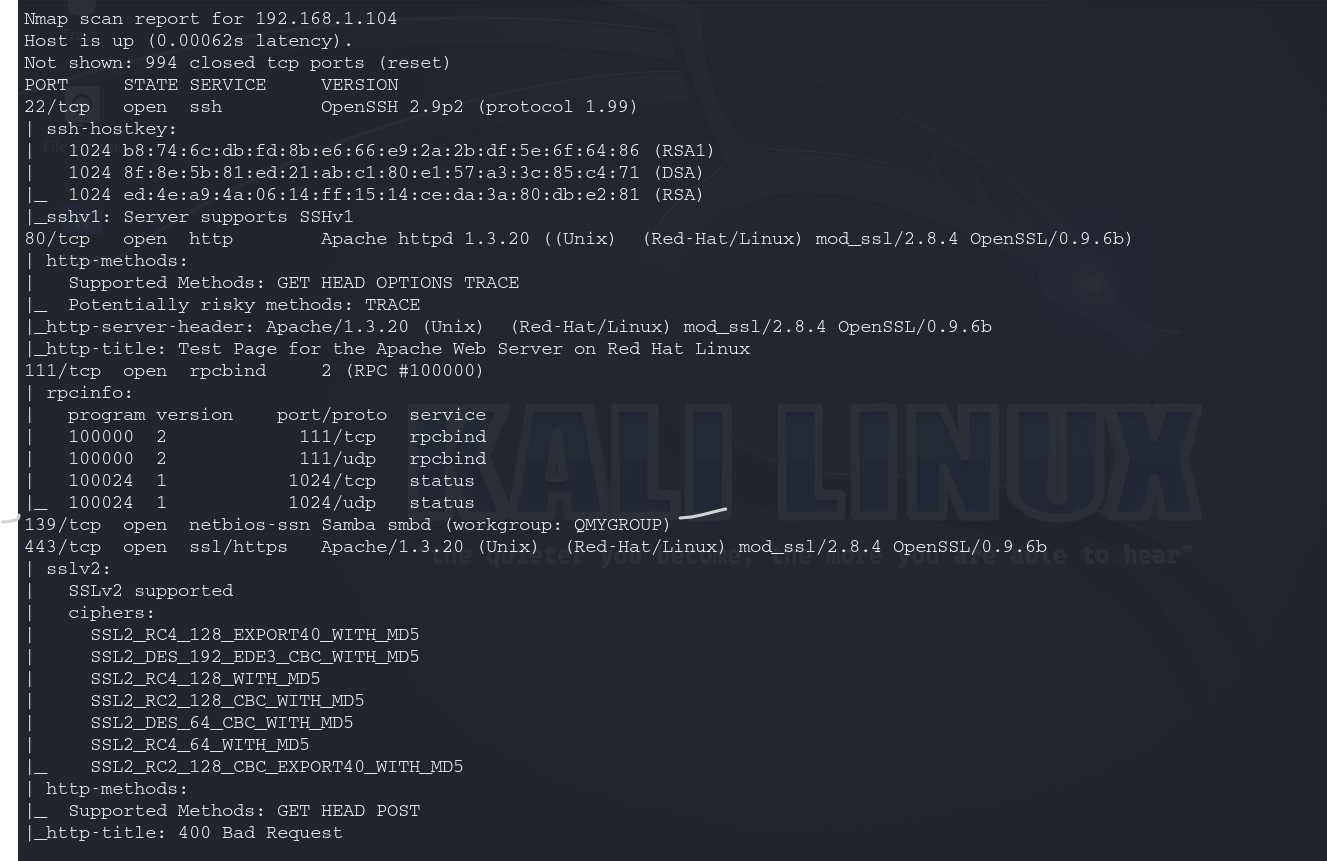 Nmap scan report for 192.168.1.104
Host is up (0.00062s latency).
Not shown: 994 closed tcp ports (reset)
PORT     STATE SERVICE     VERSION
22/tcp   open  ssh         OpenSSH 2.9p2 (protocol 1.99)
| ssh-hostkey:
|   1024 b8:74:6c:db:fd:8b:e6:66:e9:2a:2b:df:5e:6f:64:86 (RSA1)
|   1024 8f:8e:5b:81:ed:21:ab:c1:80:e1:57:a3:3c:85:c4:71 (DSA)
|_  1024 ed:4e:a9:4a:06:14:ff:15:14:ce:da:3a:80:db:e2:81 (RSA)
|_sshv1: Server supports SSHv1
80/tcp   open  http        Apache httpd 1.3.20 ((Unix)  (Red-Hat/Linux) mod_ssl/2.8.4 OpenSSL/0.9.6b)
| http-methods:
|   Supported Methods: GET HEAD OPTIONS TRACE
|_  Potentially risky methods: TRACE
|_http-server-header: Apache/1.3.20 (Unix)  (Red-Hat/Linux) mod_ssl/2.8.4 OpenSSL/0.9.6b
|_http-title: Test Page for the Apache Web Server on Red Hat Linux
111/tcp  open  rpcbind     2 (RPC #100000)
| rpcinfo:
|   program version    port/proto  service
|   100000  2            111/tcp   rpcbind
|   100000  2            111/udp   rpcbind
|   100024  1           1024/tcp   status
|_  100024  1           1024/udp   status
KALI LINUX
139/tcp  open  netbios-ssn Samba smbd (workgroup: QMYGROUP)
443/tcp  open  ssl/https   Apache/1.3.20 (Unix)  (Red-Hat/Linux) mod_ssl/2.8.4 OpenSSL/0.9.6b
"the quieter you become, the more you are able to hear"
| sslv2:
|   SSLv2 supported
|   ciphers:
|     SSL2_RC4_128_EXPORT40_WITH_MD5
|     SSL2_DES_192_EDE3_CBC_WITH_MD5
|     SSL2_RC4_128_WITH_MD5
|     SSL2_RC2_128_CBC_WITH_MD5
|     SSL2_DES_64_CBC_WITH_MD5
|     SSL2_RC4_64_WITH_MD5
|_    SSL2_RC2_128_CBC_EXPORT40_WITH_MD5
| http-methods:
|_  Supported Methods: GET HEAD POST
|_http-title: 400 Bad Request